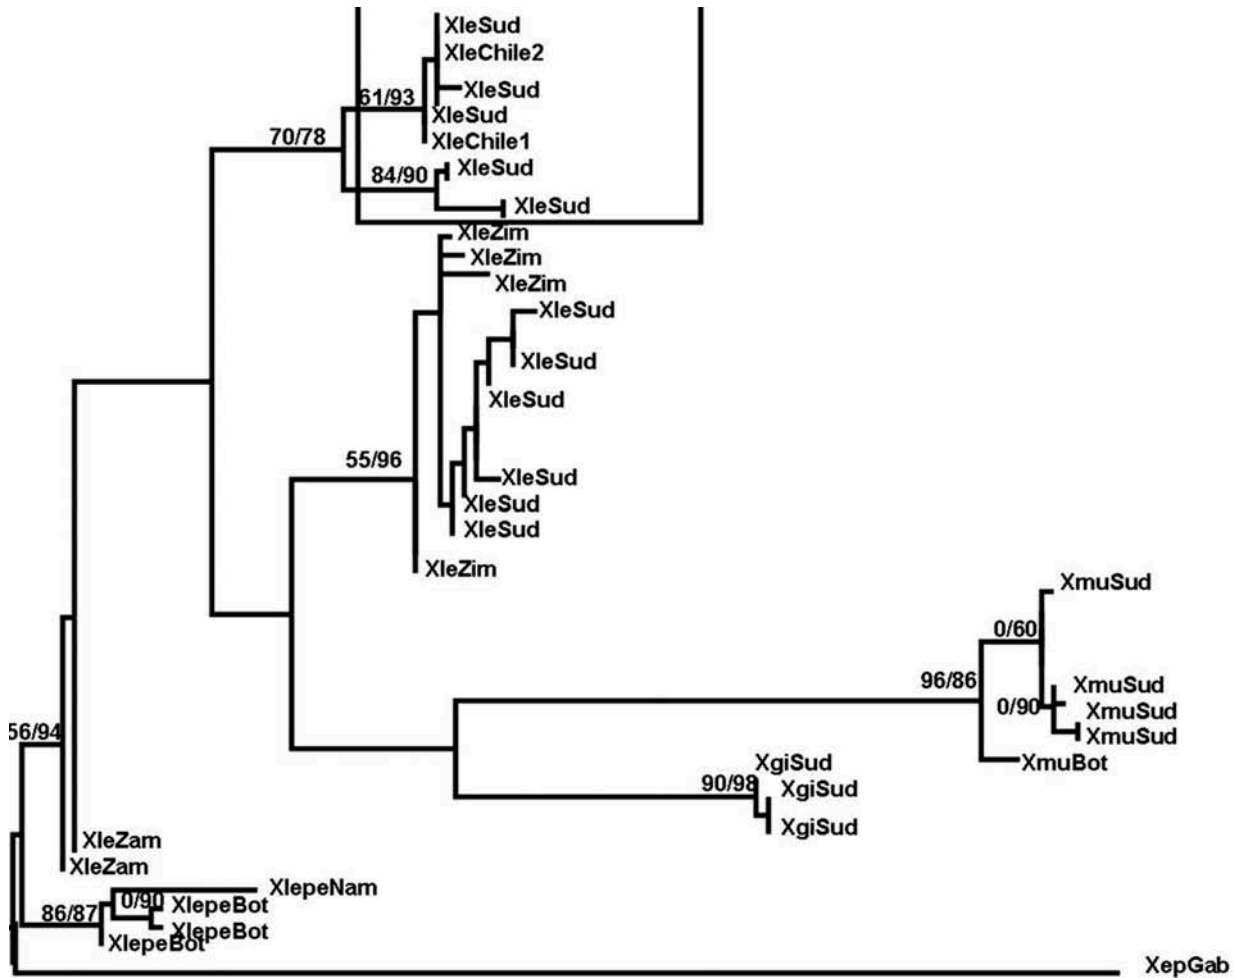 XleSud
XleChile2
61/93
XleSud
XleSud
70/78
XleChile1
84/90
XleSud
XleSud
XleZim
XleZim
XleZim
XleSud
XleSud
XleSud
55/96
XleSud
XleSud
XleSud
XleZim
XmuSud
0/60
96/86
XmuSud
0/90
XmuSud
XmuSud
56/94
XmuBot
XgiSud
90/98
XgiSud
XgiSud
XleZam
XleZam
XlepeNam
0/90
XlepeBot
86/87
XlepeBot
XlepeBot
XepGab